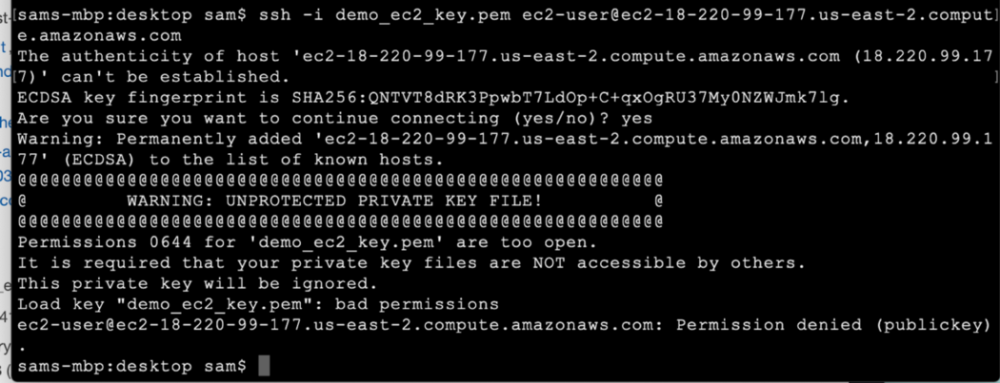 [sams-mbp:desktop sam$ ssh -i demo_ec2_key.pem ec2-user@ec2-18-220-99-177.us-east-2.comput]
e.amazonaws.com
The authenticity of host 'ec2-18-220-99-177.us-east-2.compute.amazonaws.com (18.220.99.17
[7)' can't be established. ]
ECDSA key fingerprint is SHA256:QNTVT8dRK3PpwbT7LdOp+C+qxOgRU37My0NZWJmk7lg.
Are you sure you want to continue connecting (yes/no)? yes
Warning: Permanently added 'ec2-18-220-99-177.us-east-2.compute.amazonaws.com,18.220.99.1
77' (ECDSA) to the list of known hosts.
@@@@@@@@@@@@@@@@@@@@@@@@@@@@@@@@@@@@@@@@@@@@@@@@@@@@@@@@@@@
@         WARNING: UNPROTECTED PRIVATE KEY FILE!          @
@@@@@@@@@@@@@@@@@@@@@@@@@@@@@@@@@@@@@@@@@@@@@@@@@@@@@@@@@@@
Permissions 0644 for 'demo_ec2_key.pem' are too open.
It is required that your private key files are NOT accessible by others.
This private key will be ignored.
Load key "demo_ec2_key.pem": bad permissions
ec2-user@ec2-18-220-99-177.us-east-2.compute.amazonaws.com: Permission denied (publickey)
.
sams-mbp:desktop sam$